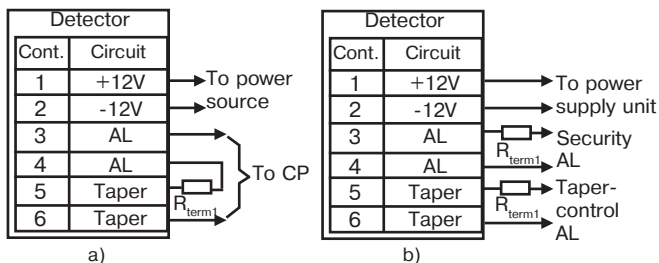 Detector
Cont. Circuit
1 +12V To power
2 -12V source
3 AL
4 AL To CP
5 Taper
R term1
6 Taper
a)
Detector
Cont. Circuit
1 +12V To power
2 -12V supply unit
3 AL Security
R term1
4 AL AL
5 Taper Taper-
R term1 control
6 Taper AL
b)